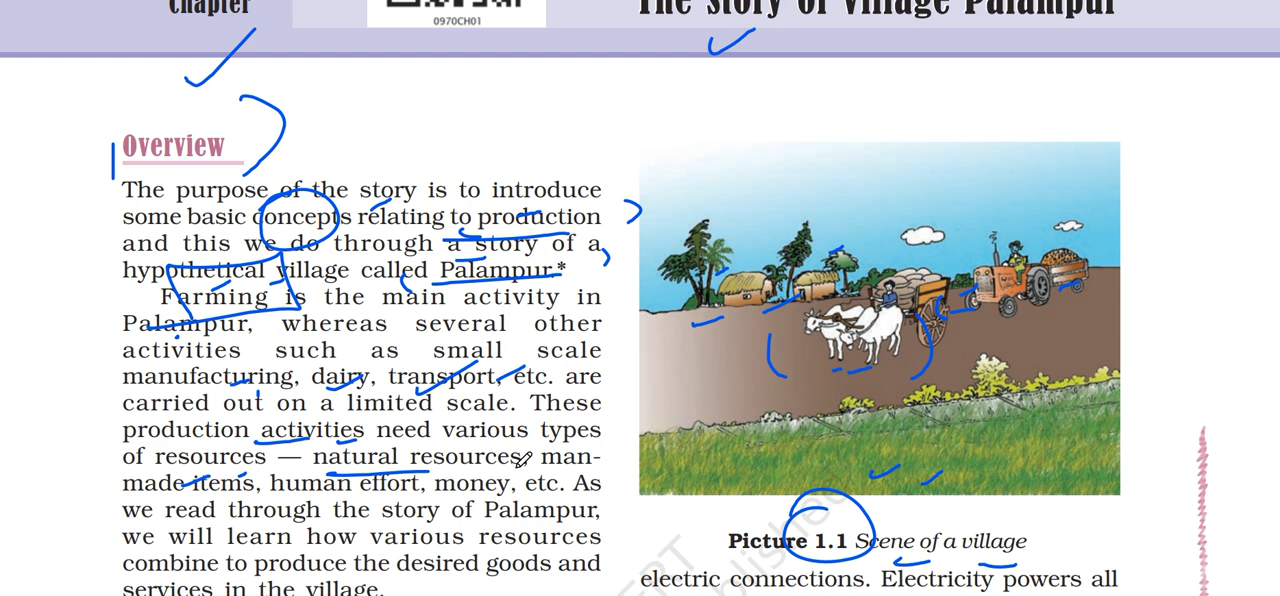 Chapter
0970CH01
The story of Village Palampur
Overview
The purpose of the story is to introduce
some basic concepts relating to production
and this we do through a story of a
hypothetical village called Palampur.*
Farming is the main activity in
Palampur, whereas several other
activities such as small scale
manufacturing, dairy, transport, etc. are
carried out on a limited scale. These
production activities need various types
of resources — natural resources, man-
made items, human effort, money, etc. As
we read through the story of Palampur,
we will learn how various resources
combine to produce the desired goods and
services in the village.
Picture 1.1 Scene of a village
electric connections. Electricity powers all